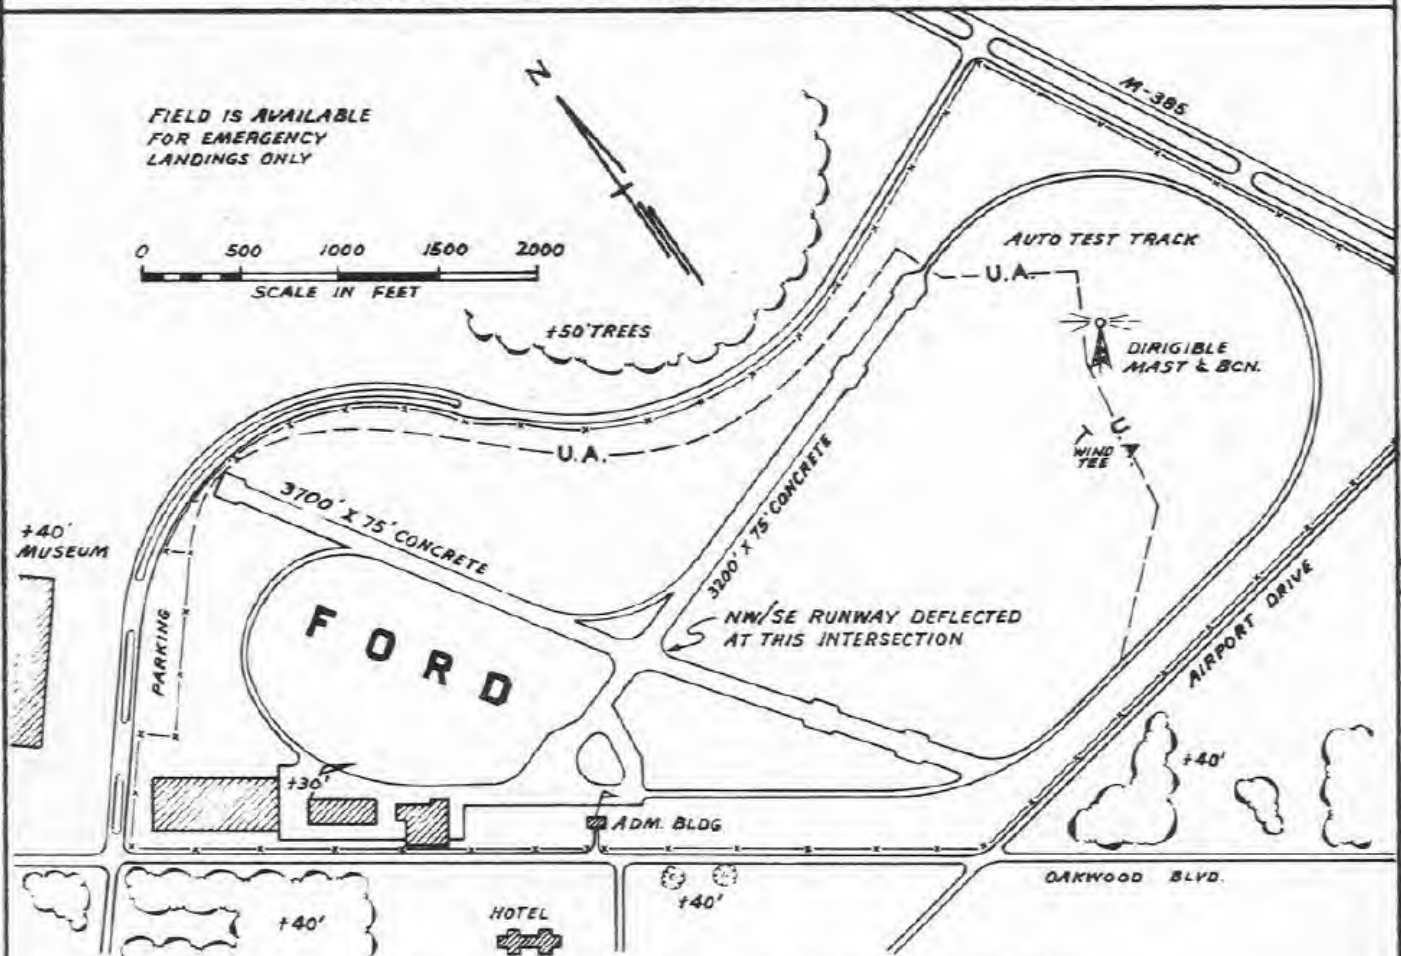 N
M-385
FIELD IS AVAILABLE
FOR EMERGENCY
LANDINGS ONLY
0 500 1000 1500 2000
SCALE IN FEET
AUTO TEST TRACK
U.A.
+50' TREES
DIRIGIBLE
MAST & BCN.
U.
WIND
TEE
U.A.
3700' X 75' CONCRETE
3200' X 75' CONCRETE
+40'
MUSEUM
PARKING
FORD
NW/SE RUNWAY DEFLECTED
AT THIS INTERSECTION
AIRPORT DRIVE
+40'
+30'
ADM. BLDG
OAKWOOD BLVD.
+40'
+40'
HOTEL